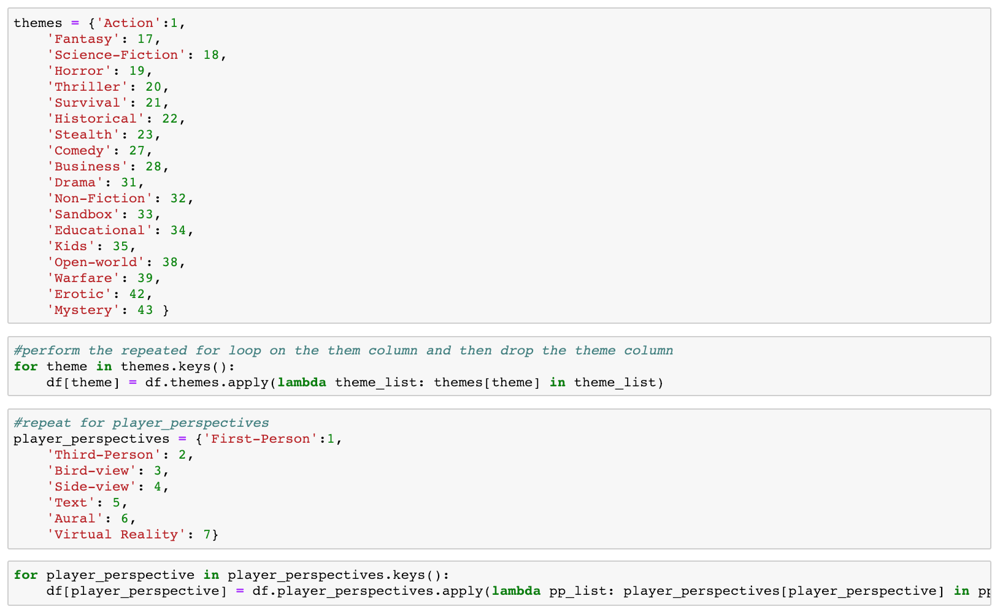 themes = {'Action':1,
'Fantasy': 17,
'Science-Fiction': 18,
'Horror': 19,
'Thriller': 20,
'Survival': 21,
'Historical': 22,
'Stealth': 23,
'Comedy': 27,
'Business': 28,
'Drama': 31,
'Non-Fiction': 32,
'Sandbox': 33,
'Educational': 34,
'Kids': 35,
'Open-world': 38,
'Warfare': 39,
'Erotic': 42,
'Mystery': 43 }
#perform the repeated for loop on the them column and then drop the theme column
for theme in themes.keys():
df[theme] = df.themes.apply(lambda theme_list: themes[theme] in theme_list)
#repeat for player_perspectives
player_perspectives = {'First-Person':1,
'Third-Person': 2,
'Bird-view': 3,
'Side-view': 4,
'Text': 5,
'Aural': 6,
'Virtual Reality': 7}
for player_perspective in player_perspectives.keys():
df[player_perspective] = df.player_perspectives.apply(lambda pp_list: player_perspectives[player_perspective] in